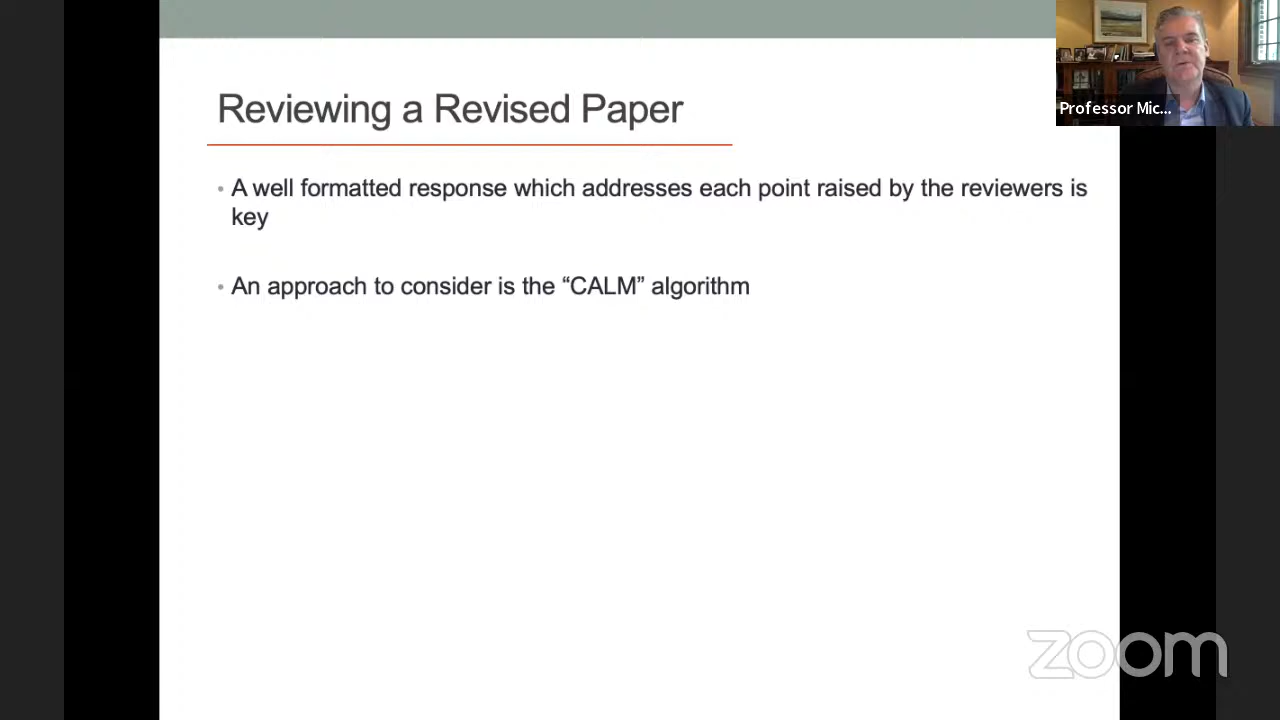 Reviewing a Revised Paper
• A well formatted response which addresses each point raised by the reviewers is
key
• An approach to consider is the “CALM” algorithm
Professor Mic...
zoom